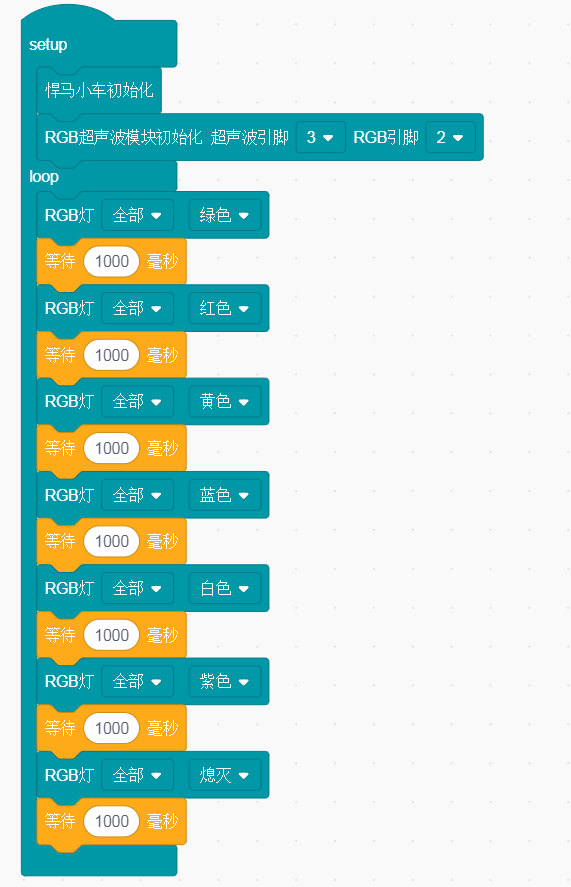 setup
悍马小车初始化
RGB超声波模块初始化 超声波引脚 3 RGB引脚 2
loop
RGB灯 全部 绿色
等待 1000 毫秒
RGB灯 全部 红色
等待 1000 毫秒
RGB灯 全部 黄色
等待 1000 毫秒
RGB灯 全部 蓝色
等待 1000 毫秒
RGB灯 全部 白色
等待 1000 毫秒
RGB灯 全部 紫色
等待 1000 毫秒
RGB灯 全部 熄灭
等待 1000 毫秒